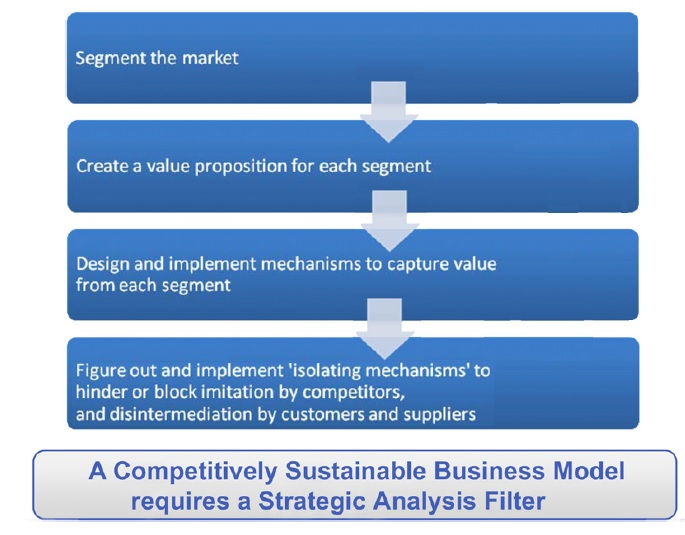 Segment the market
Create a value proposition for each segment
Design and implement mechanisms to capture value
from each segment
Figure out and implement 'isolating mechanisms' to
hinder or block imitation by competitors,
and disintermediation by customers and suppliers
A Competitively Sustainable Business Model
requires a Strategic Analysis Filter